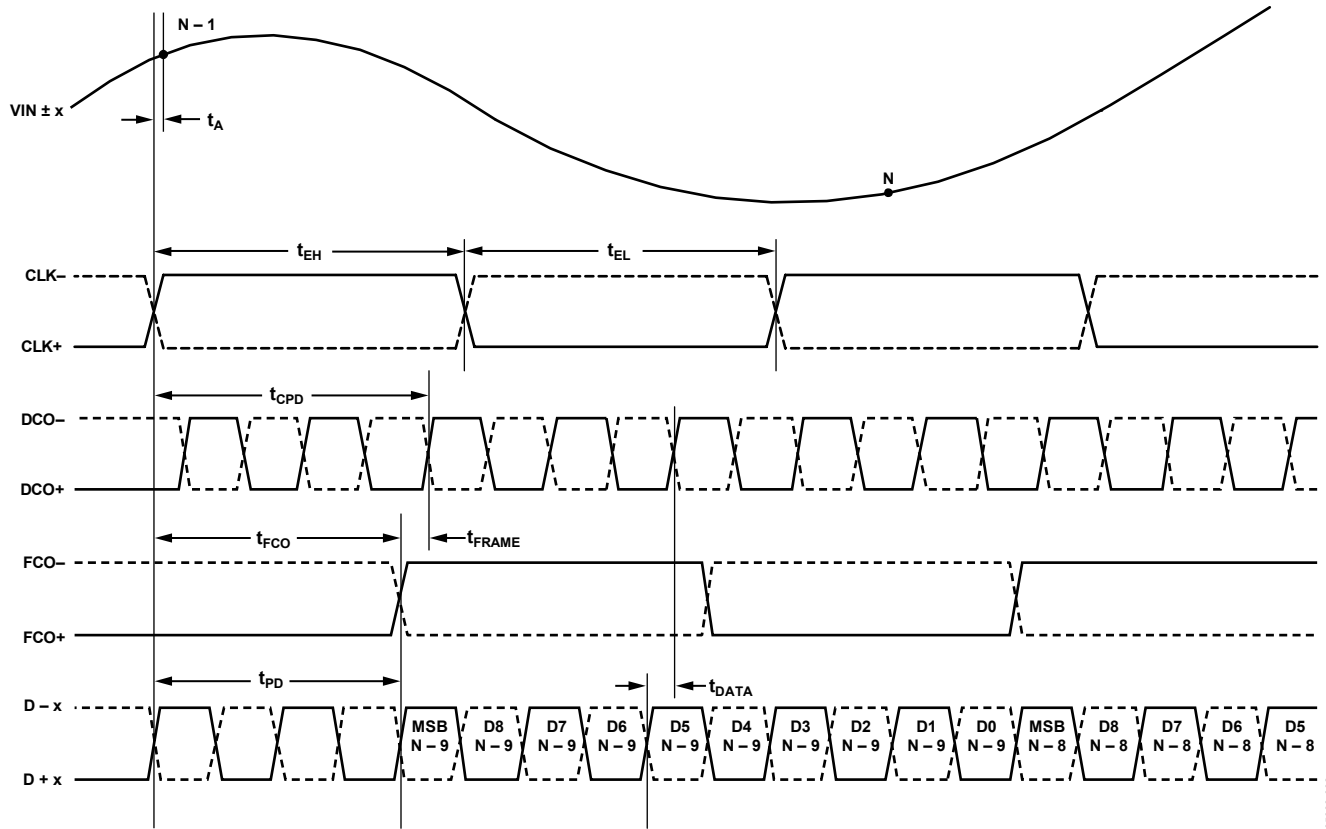 N – 1
VIN ± x
tA
N
tEH
tEL
CLK–
CLK+
tCPD
DCO–
DCO+
tFCO
tFRAME
FCO–
FCO+
tPD
tDATA
D – x
MSB D8 D7 D6 D5 D4 D3 D2 D1 D0 MSB D8 D7 D6 D5
N – 9 N – 9 N – 9 N – 9 N – 9 N – 9 N – 9 N – 9 N – 9 N – 9 N – 8 N – 8 N – 8 N – 8 N – 8
D + x